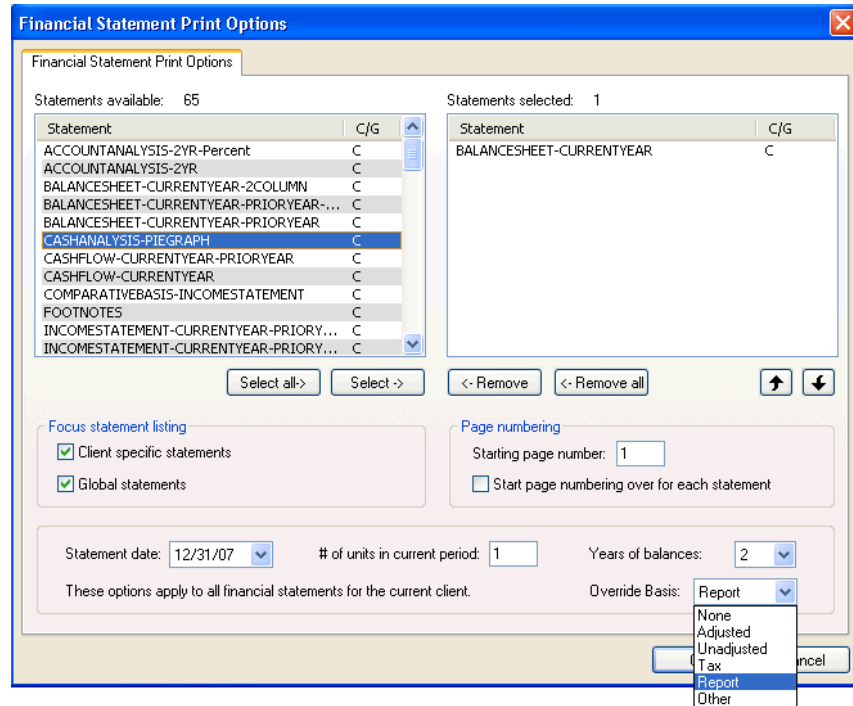 Financial Statement Print Options
Financial Statement Print Options
Statements available: 65
Statement C/G
ACCOUNTANALYSIS-2YR-Percent C
ACCOUNTANALYSIS-2YR C
BALANCESHEET-CURRENTYEAR-2COLUMN C
BALANCESHEET-CURRENTYEAR-PRIORYEAR-... C
BALANCESHEET-CURRENTYEAR-PRIORYEAR C
CASHANALYSIS-PIEGRAPH C
CASHFLOW-CURRENTYEAR-PRIORYEAR C
CASHFLOW-CURRENTYEAR C
COMPARATIVEBASIS-INCOMESTATEMENT C
FOOTNOTES C
INCOMESTATEMENT-CURRENTYEAR-PRIORY... C
INCOMESTATEMENT-CURRENTYEAR-PRIORY... C
Select all-> Select ->
Statements selected: 1
Statement C/G
BALANCESHEET-CURRENTYEAR C
<- Remove <- Remove all
Focus statement listing
Client specific statements
Global statements
Page numbering
Starting page number: 1
Start page numbering over for each statement
Statement date: 12/31/07 # of units in current period: 1 Years of balances: 2
These options apply to all financial statements for the current client. Override Basis: Report
None
Adjusted
Unadjusted
Tax
Report
Other
ncel